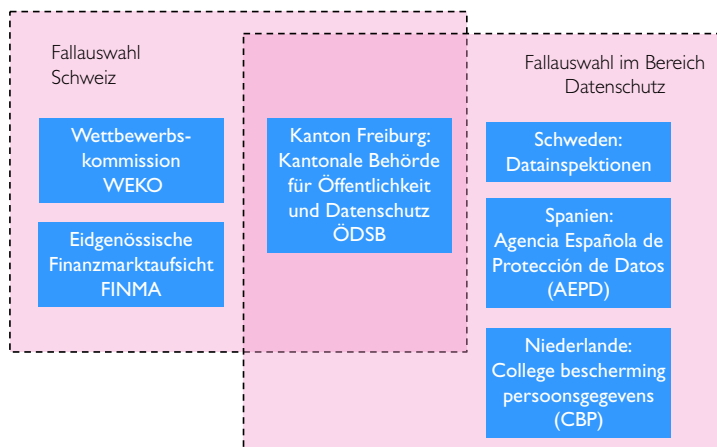 Fallauswahl
Schweiz
Wettbewerbs-
kommission
WEKO
Eidgenössische
Finanzmarktaufsicht
FINMA
Kanton Freiburg:
Kantonale Behörde
für Öffentlichkeit
und Datenschutz
ÖDSB
Fallauswahl im Bereich
Datenschutz
Schweden:
Datainspektionen
Spanien:
Agencia Española de
Protección de Datos
(AEPD)
Niederlande:
College bescherming
persoonsgegevens
(CBP)